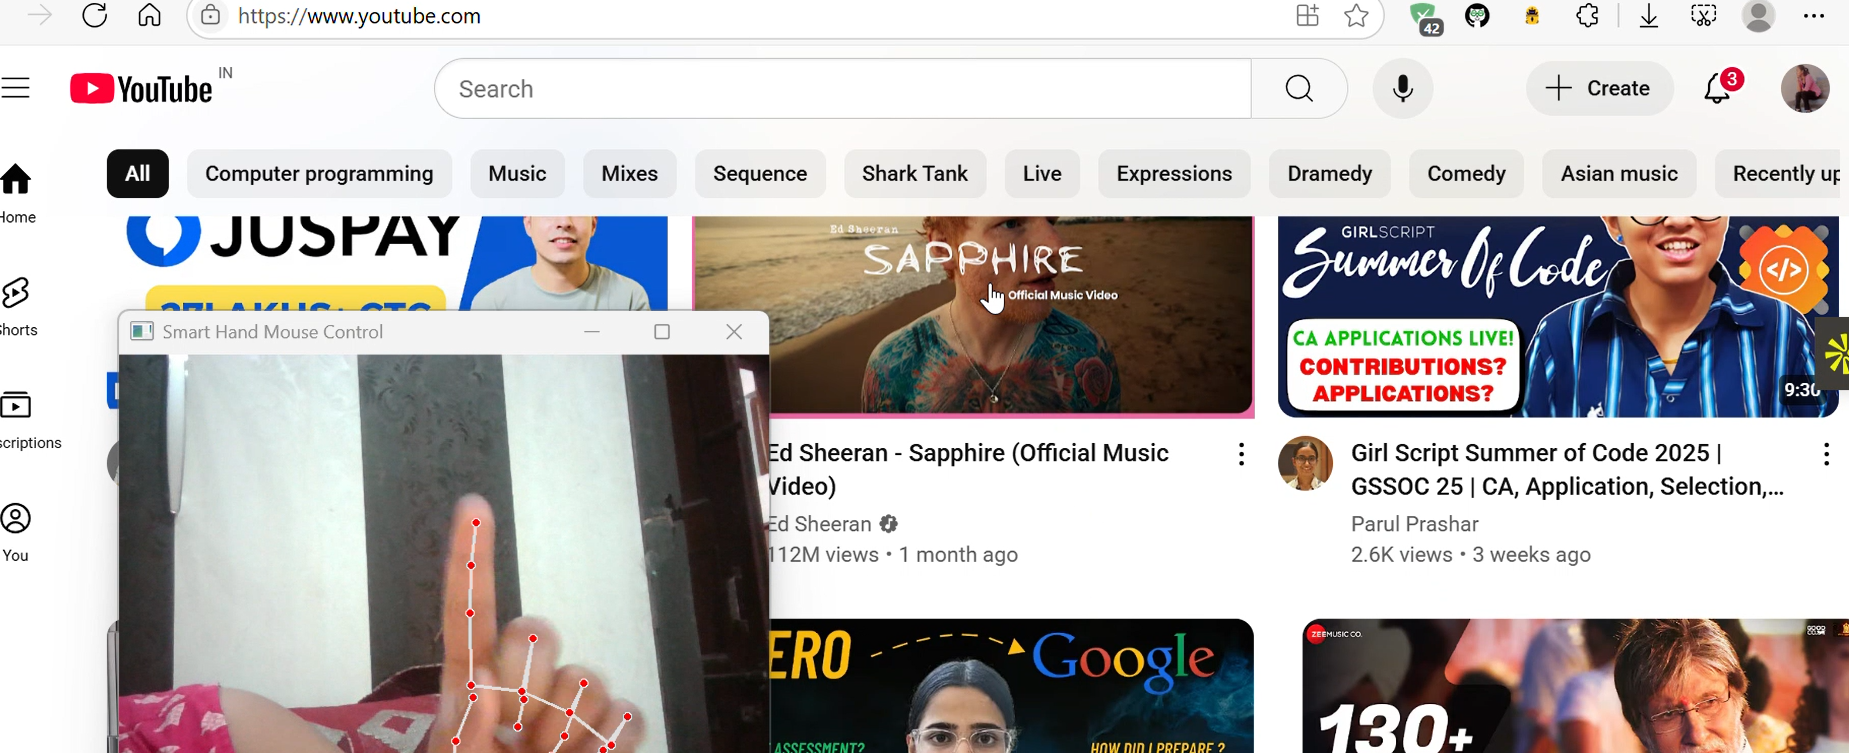 https://www.youtube.com
42
YouTube IN
Search
Create
3
All
Computer programming
Music
Mixes
Sequence
Shark Tank
Live
Expressions
Dramedy
Comedy
Asian music
Recently up
Home
Shorts
scriptions
You
JUSPAY
Smart Hand Mouse Control
Ed Sheeran
SAPPHIRE
Official Music Video
Ed Sheeran - Sapphire (Official Music
Video)
Ed Sheeran
112M views • 1 month ago
GIRLSCRIPT
Summer Of Code
CA APPLICATIONS LIVE!
CONTRIBUTIONS?
APPLICATIONS?
9:30
Girl Script Summer of Code 2025 |
GSSOC 25 | CA, Application, Selection,...
Parul Prashar
2.6K views • 3 weeks ago
ERO
Google
ASSESSMENT?
HOW DID I PREPARE ?
ZEEMUSIC CO.
130+